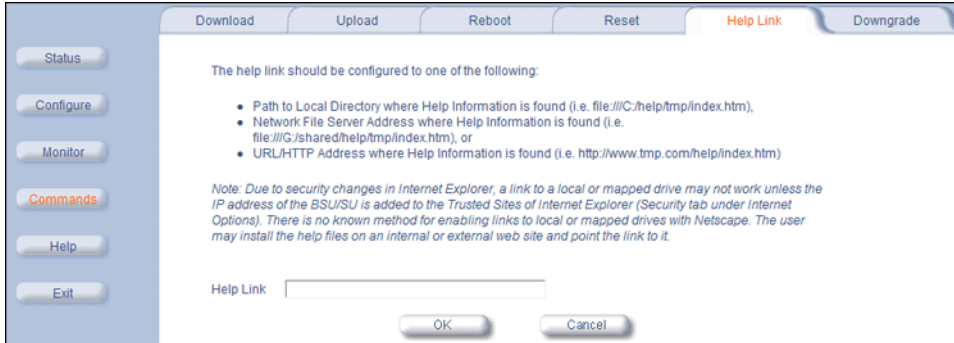 Download Upload Reboot Reset Help Link Downgrade
Status
Configure
Monitor
Commands
Help
Exit
The help link should be configured to one of the following:
• Path to Local Directory where Help Information is found (i.e. file:///C:/help/tmp/index.htm),
• Network File Server Address where Help Information is found (i.e.
file:///G:/shared/help/tmp/index.htm), or
• URL/HTTP Address where Help Information is found (i.e. http://www.tmp.com/help/index.htm)
Note: Due to security changes in Internet Explorer, a link to a local or mapped drive may not work unless the
IP address of the BSU/SU is added to the Trusted Sites of Internet Explorer (Security tab under Internet
Options). There is no known method for enabling links to local or mapped drives with Netscape. The user
may install the help files on an internal or external web site and point the link to it.
Help Link
OK Cancel